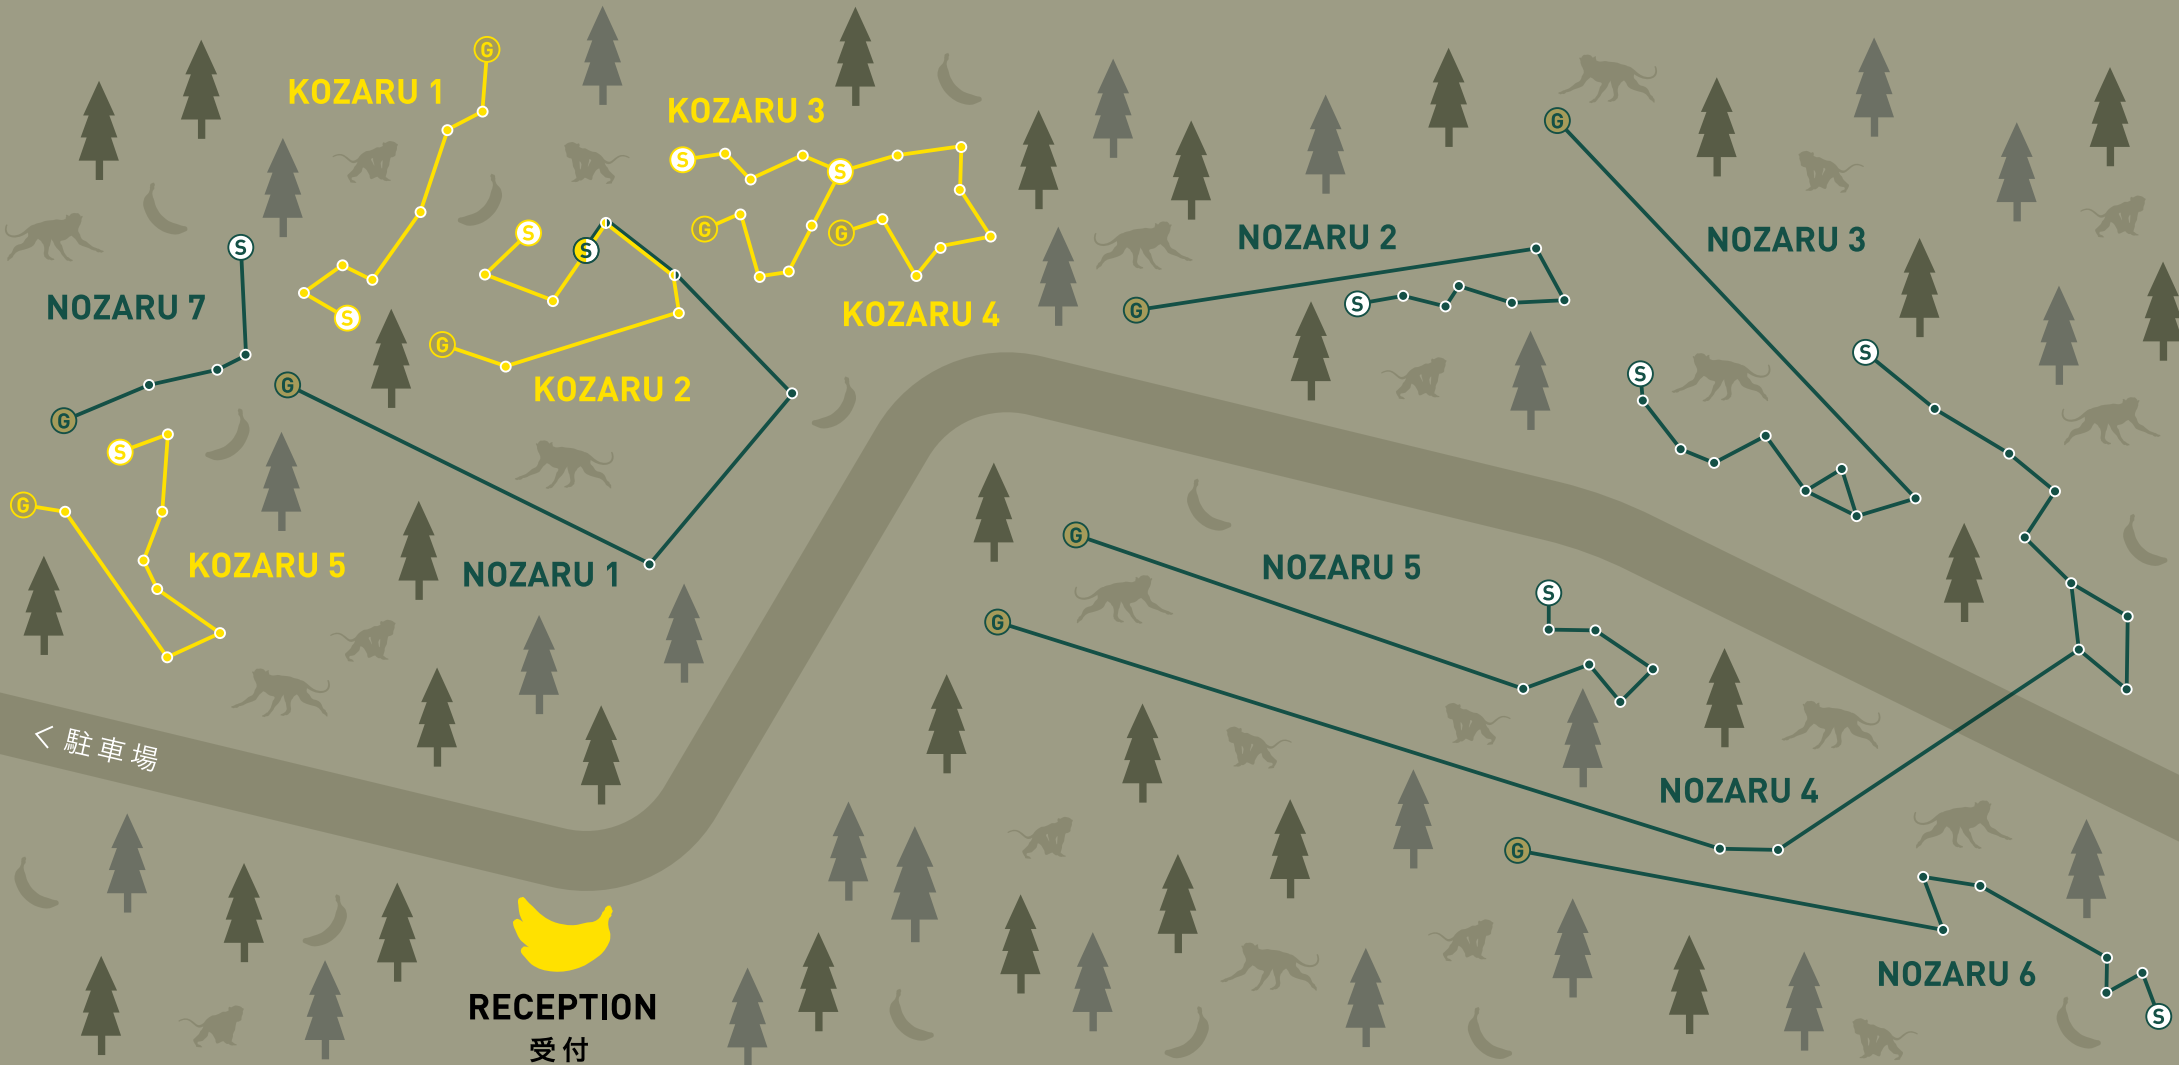 G
KOZARU 1
KOZARU 3
G
S
S
NOZARU 2
NOZARU 3
S
S
S
G
G
NOZARU 7
S
G
S
KOZARU 4
G
S
S
G
KOZARU 2
G
G
S
G
KOZARU 5
NOZARU 1
G
NOZARU 5
S
G
く 駐車場
NOZARU 4
G
NOZARU 6
S
RECEPTION
受付